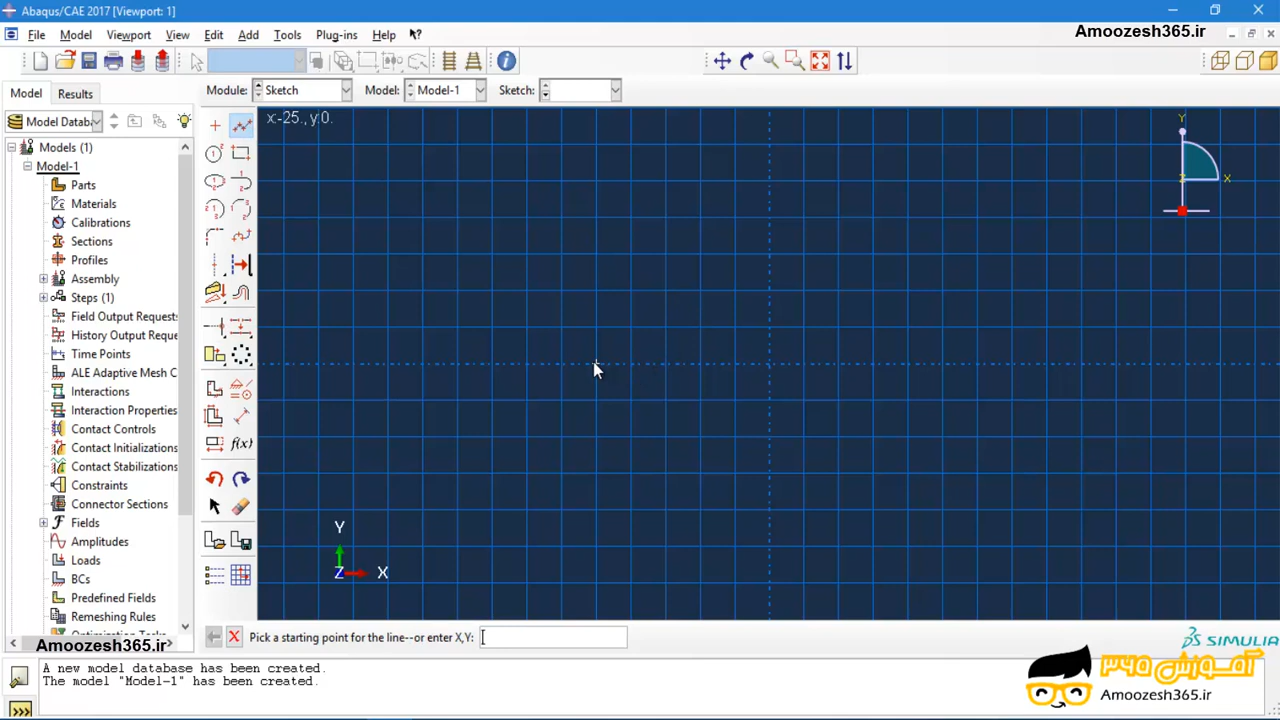 Abaqus/CAE 2017 [Viewport: 1]
File Model Viewport View Edit Add Tools Plug-ins Help
Amoozesh365.ir
Model Results Module: Sketch Model: Model-1 Sketch:
Model Databa
Models (1)
Model-1
Parts
Materials
Calibrations
Sections
Profiles
Assembly
Steps (1)
Field Output Request
History Output Reque
Time Points
ALE Adaptive Mesh C
Interactions
Interaction Properties
Contact Controls
Contact Initializations
Contact Stabilizations
Constraints
Connector Sections
Fields
Amplitudes
Loads
BCs
Predefined Fields
Remeshing Rules
Amoozesh365.ir
x:-25.,y:0.
f(x)
Y
Z X
Y
Z X
Pick a starting point for the line--or enter X,Y:
SIMULIA
A new model database has been created.
The model "Model-1" has been created.
آموزش ۳۶۵
Amoozesh365.ir